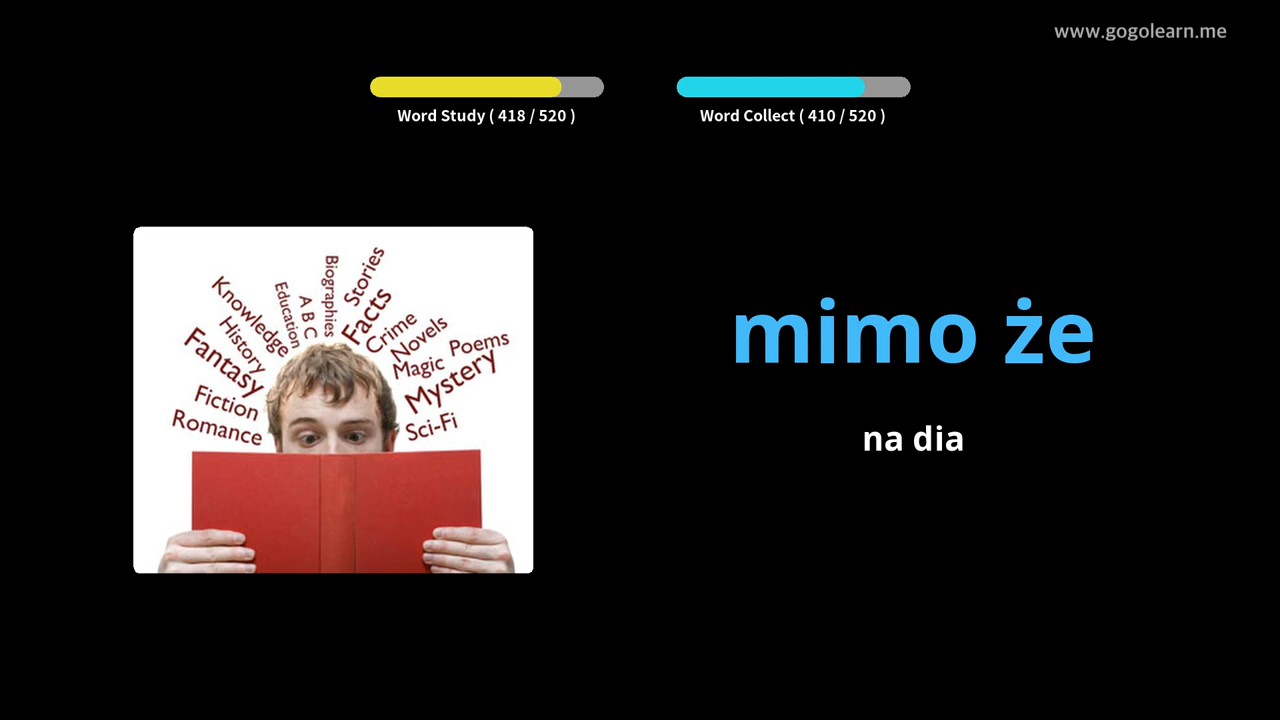 www.gogolearn.me
Word Study ( 418 / 520 )
Word Collect ( 410 / 520 )
Biographies
Stories
Education
A B C
Facts
Knowledge
Crime
History
Novels
Fantasy
Magic
Poems
Fiction
Mystery
Romance
Sci-Fi
mimo że
na dia